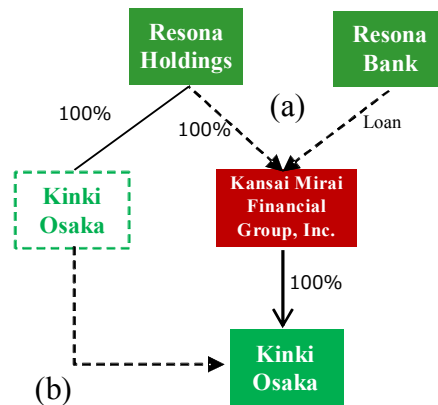 Resona
Holdings
Resona
Bank
(a)
100%
100%
Loan
Kinki
Osaka
Kansai Mirai
Financial
Group, Inc.
100%
Kinki
Osaka
(b)